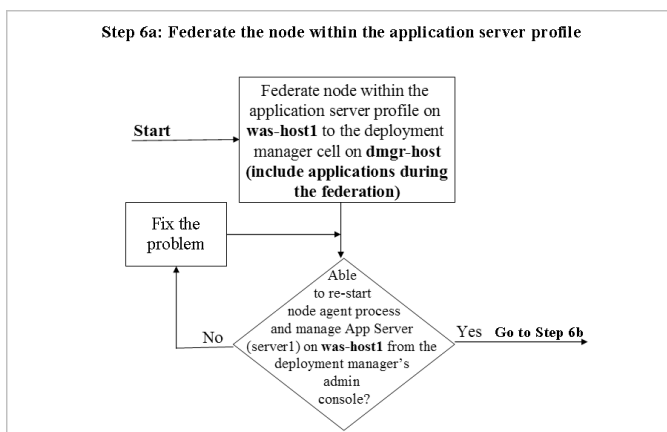 Step 6a: Federate the node within the application server profile
Federate node within the
application server profile on
was-host1 to the deployment
manager cell on dmgr-host
(include applications during
the federation)
Start
Fix the
problem
Able
to re-start
node agent process
and manage App Server
(server1) on was-host1 from the
deployment manager's
admin
console?
No
Yes Go to Step 6b